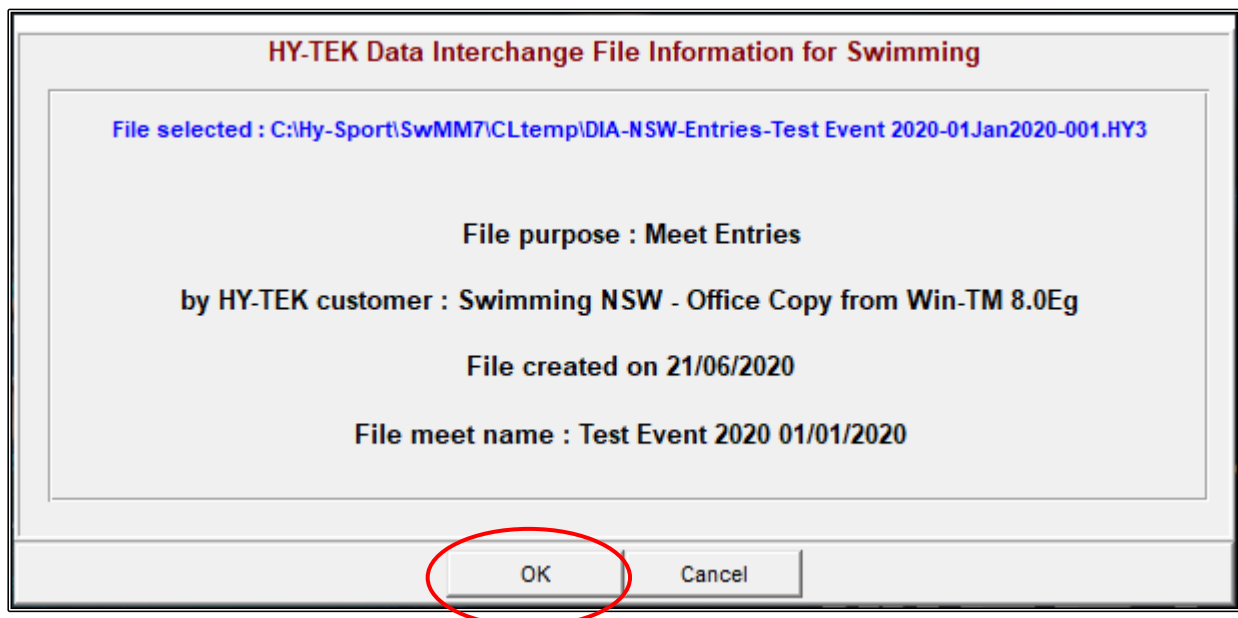 HY-TEK Data Interchange File Information for Swimming
File selected : C:\Hy-Sport\SwMM7\CLtemp\DIA-NSW-Entries-Test Event 2020-01Jan2020-001.HY3
File purpose : Meet Entries
by HY-TEK customer : Swimming NSW - Office Copy from Win-TM 8.0Eg
File created on 21/06/2020
File meet name : Test Event 2020 01/01/2020
OK Cancel